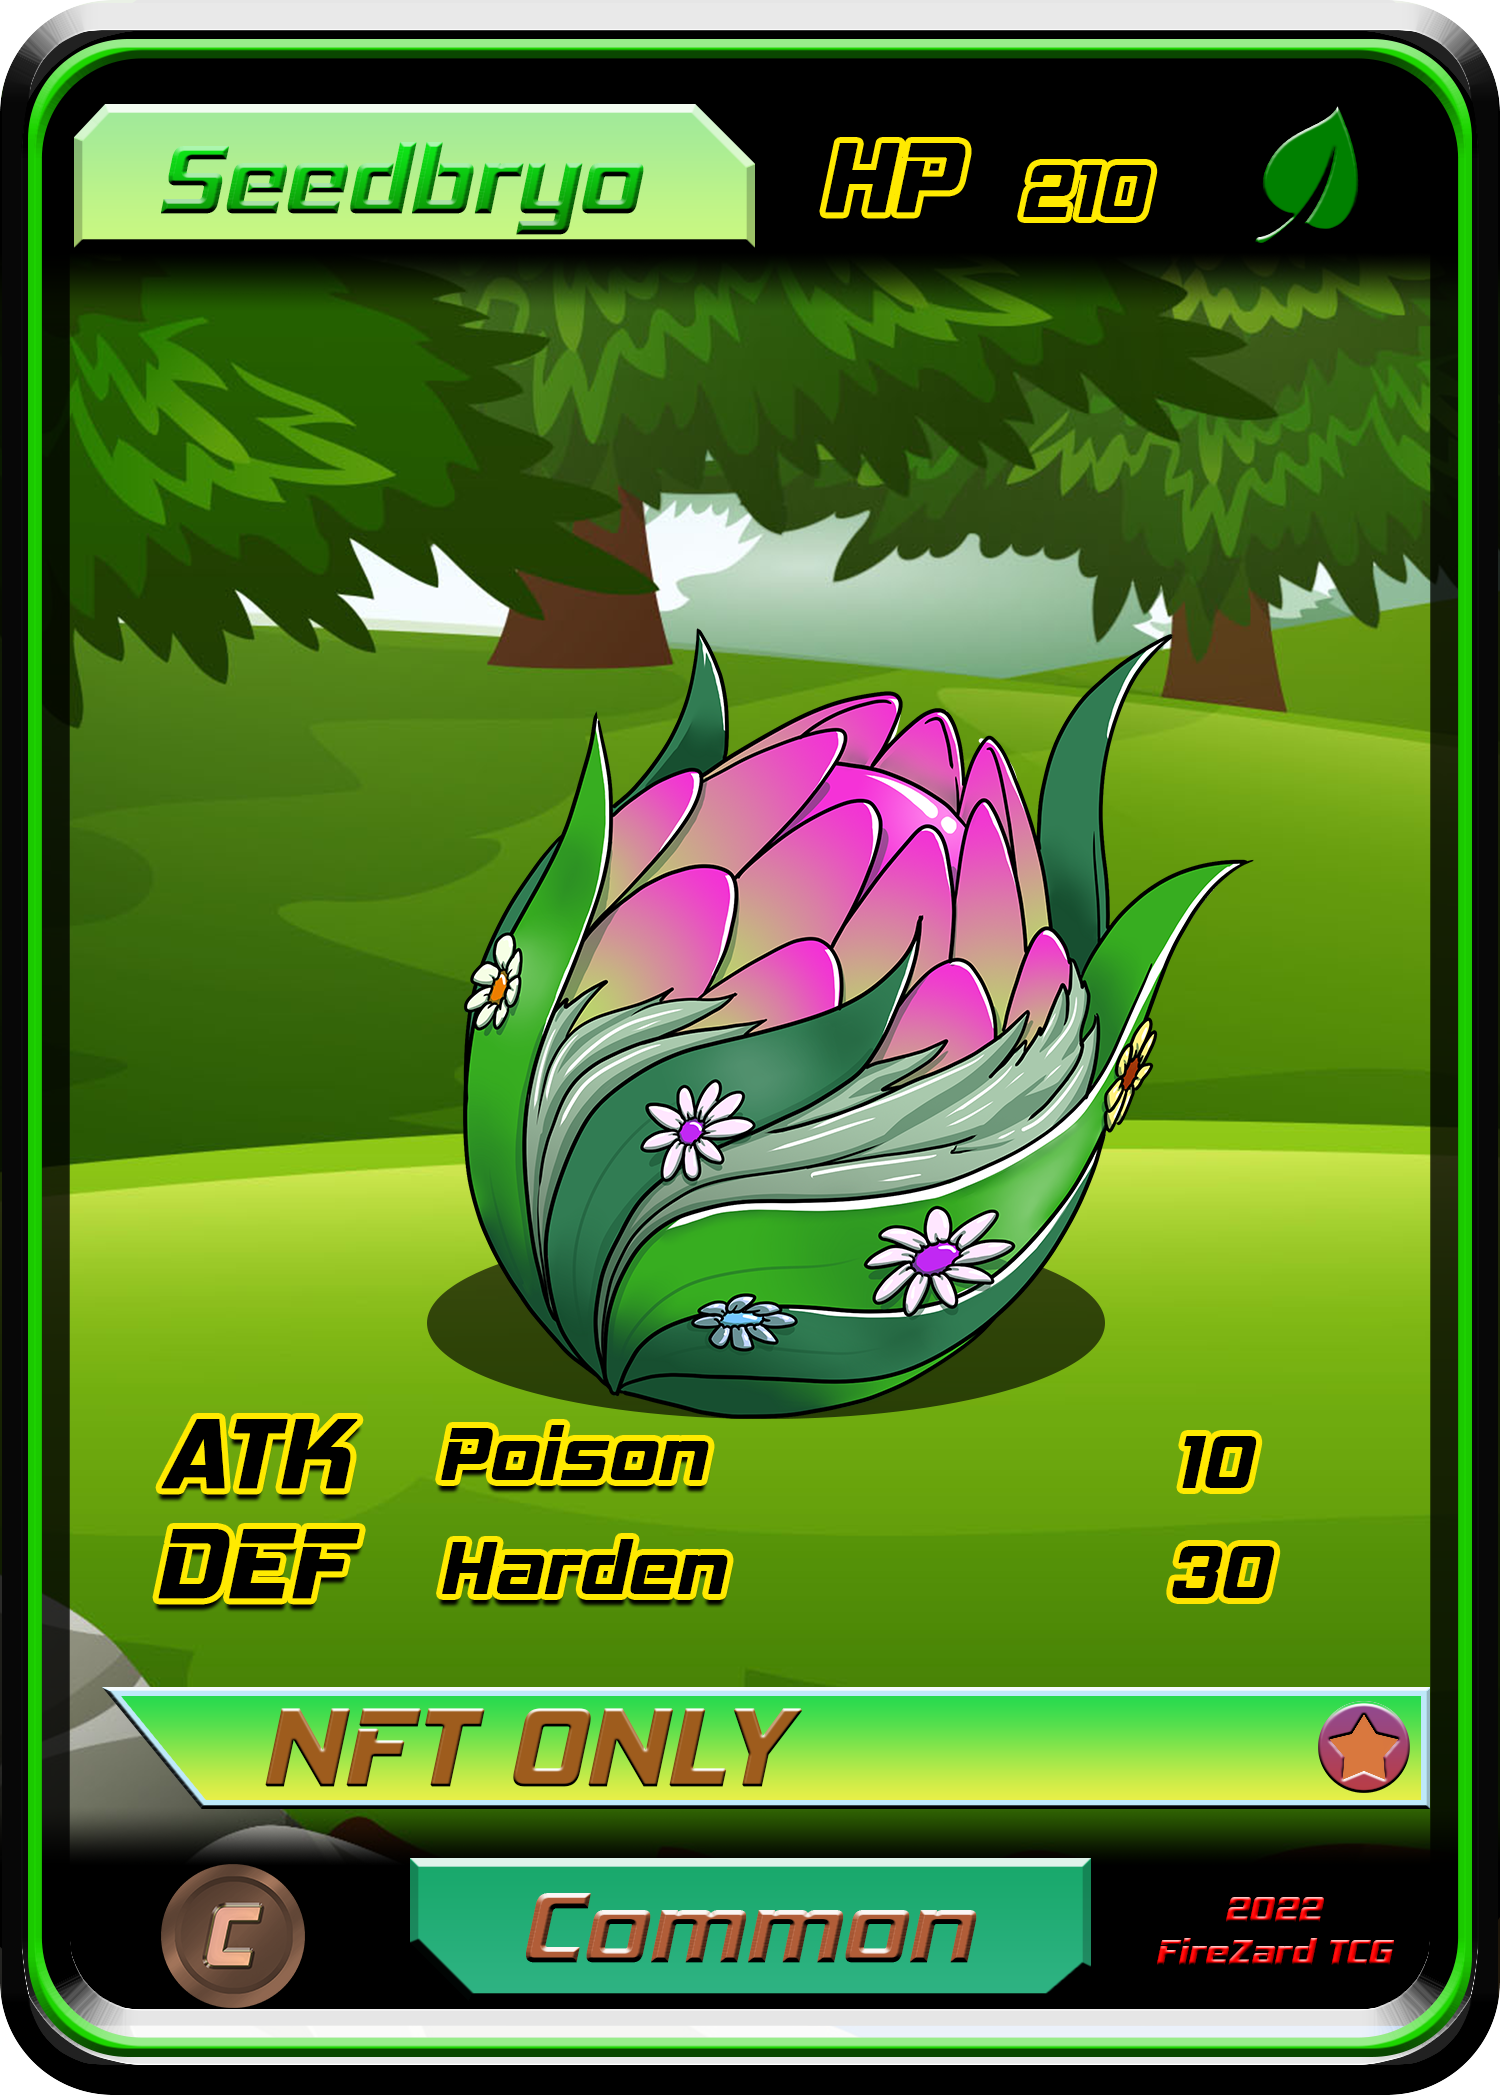 Seedbryo HP 210
ATK Poison 10
DEF Harden 30
NFT ONLY
C Common 2022
FireZard TCG